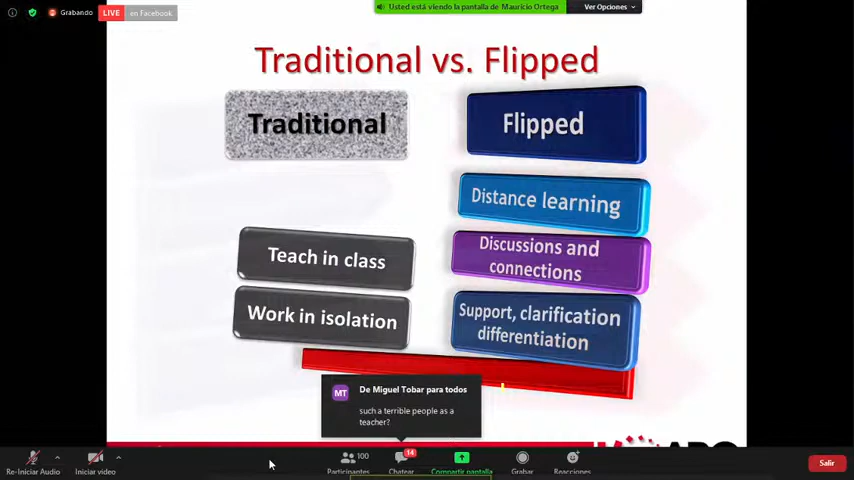 Grabando
LIVE
en Facebook
Usted está viendo la pantalla de Mauricio Ortega
Ver Opciones
Traditional vs. Flipped
Traditional
Flipped
Distance learning
Teach in class
Discussions and
connections
Work in isolation
Support, clarification
differentiation
MT
De Miguel Tobar para todos
such a terrible people as a
teacher?
Re-Iniciar Audio
Iniciar video
100
Participantes
14
Chatear
Compartir pantalla
Grabar
Reacciones
Salir